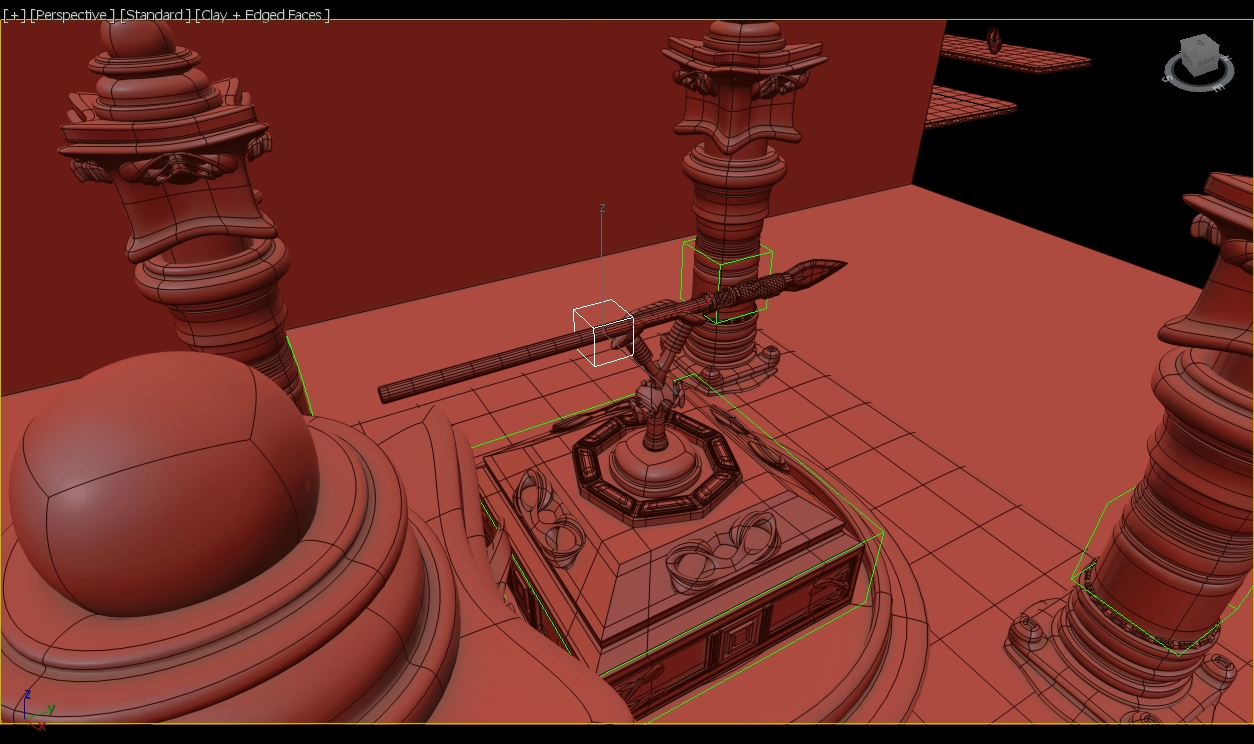 [+] [Perspective ] [Standard ] [Clay + Edged Faces ]
z
z
y
x